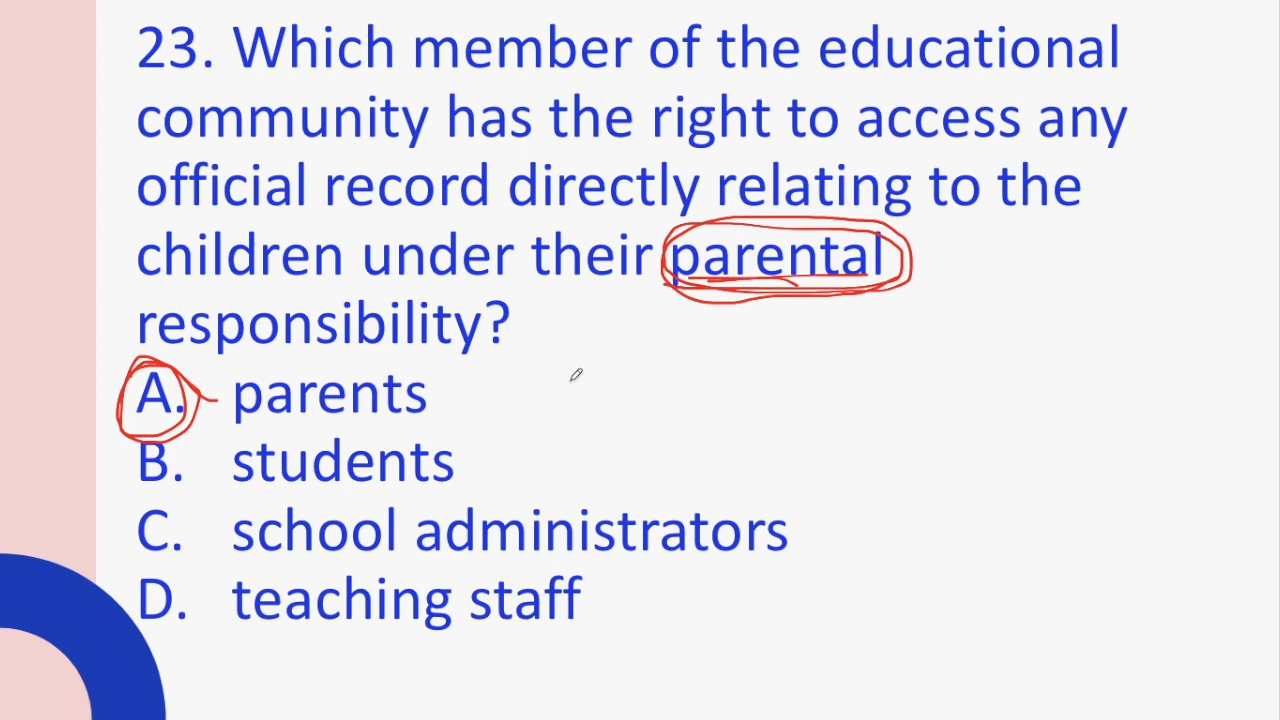 23. Which member of the educational
community has the right to access any
official record directly relating to the
children under their parental
responsibility?
A. parents
B. students
C. school administrators
D. teaching staff